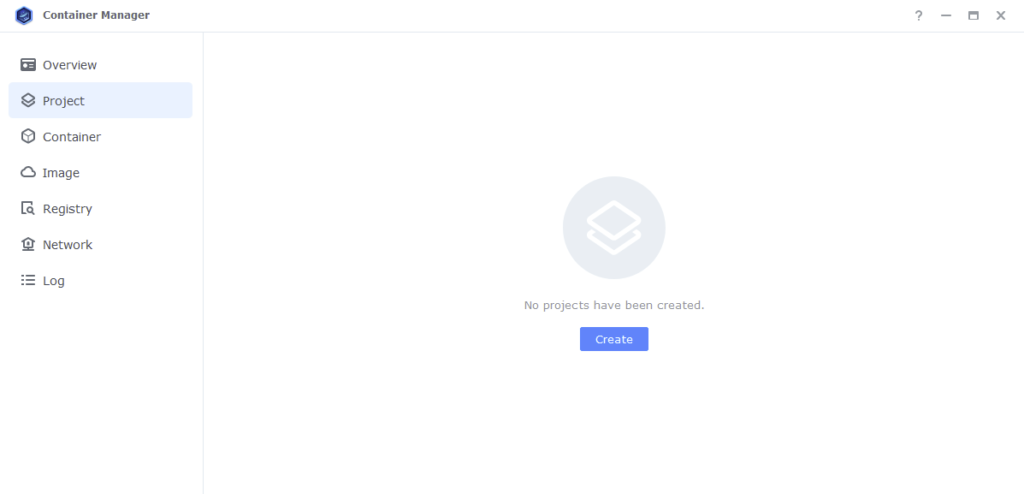 Container Manager
?
Overview
Project
Container
Image
Registry
Network
Log
No projects have been created.
Create